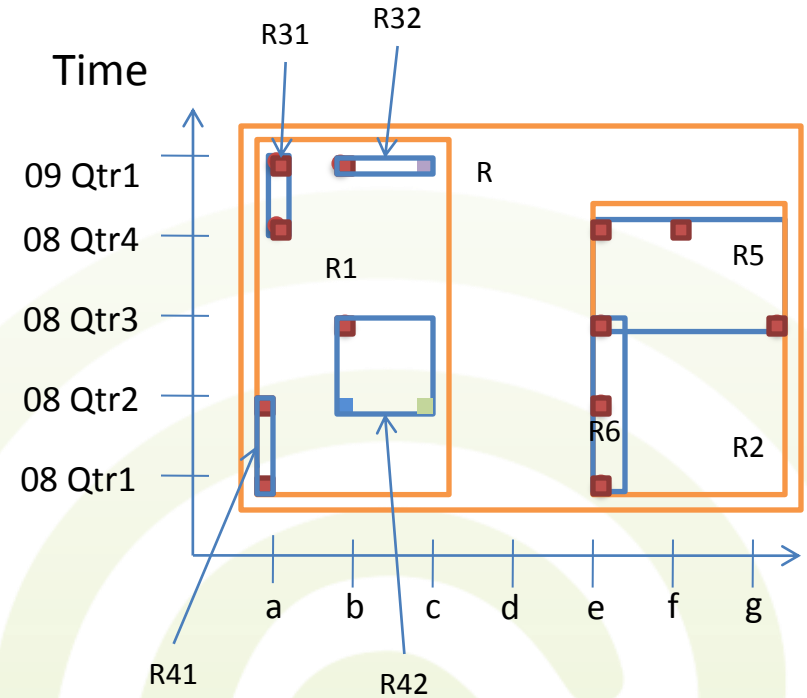 R31
R32
Time
09 Qtr1
R
08 Qtr4
R5
R1
08 Qtr3
08 Qtr2
R6
R2
08 Qtr1
a b c d e f g
R41
R42